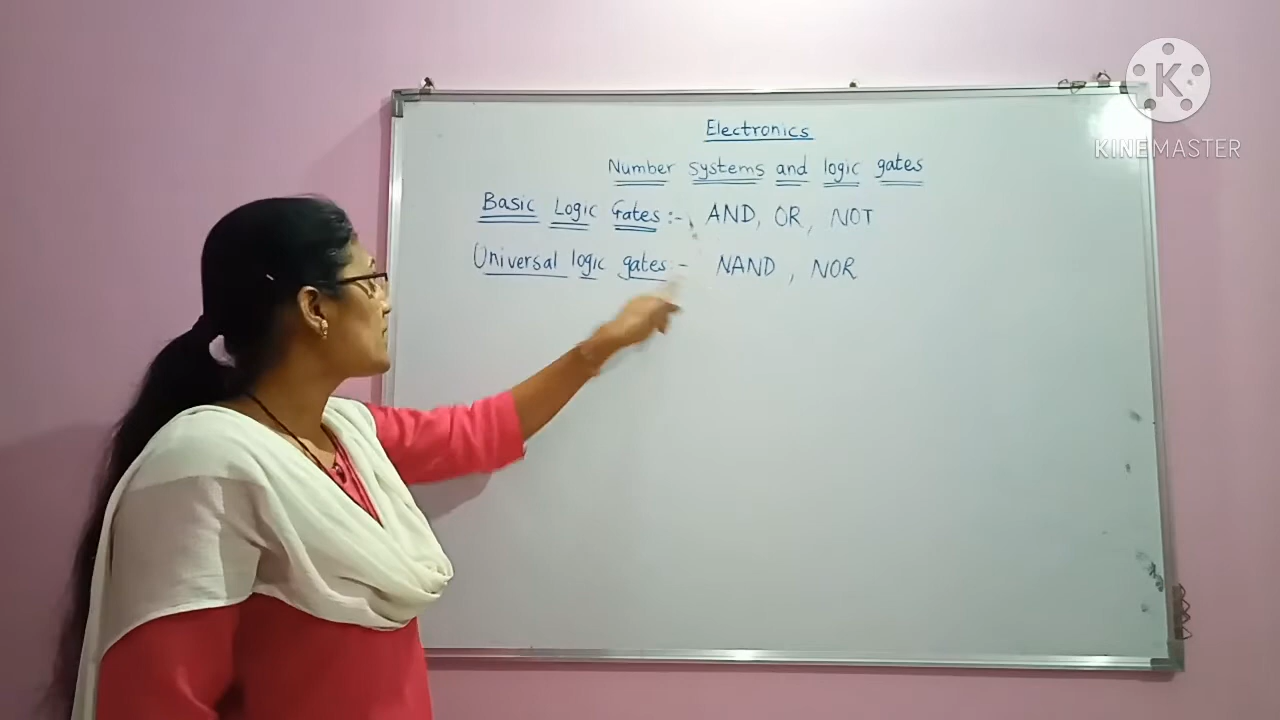 Electronics
Number systems and logic gates
Basic Logic Gates :- AND, OR, NOT
Universal logic gates :- NAND , NOR
K
KINEMASTER